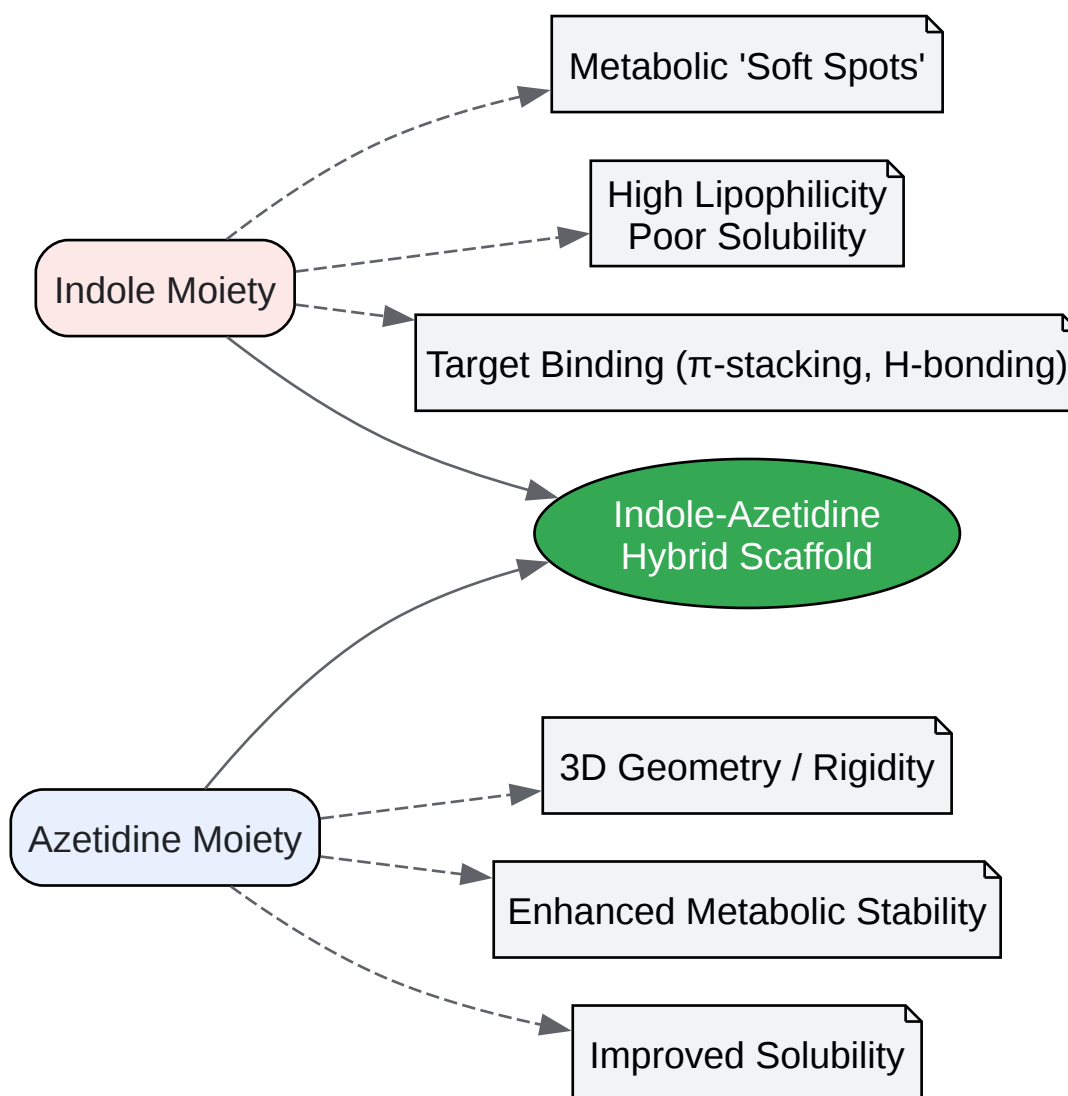 Metabolic 'Soft Spots'
High Lipophilicity
Poor Solubility
Indole Moiety
Target Binding (π-stacking, H-bonding)
Indole-Azetidine
Hybrid Scaffold
3D Geometry / Rigidity
Azetidine Moiety
Enhanced Metabolic Stability
Improved Solubility